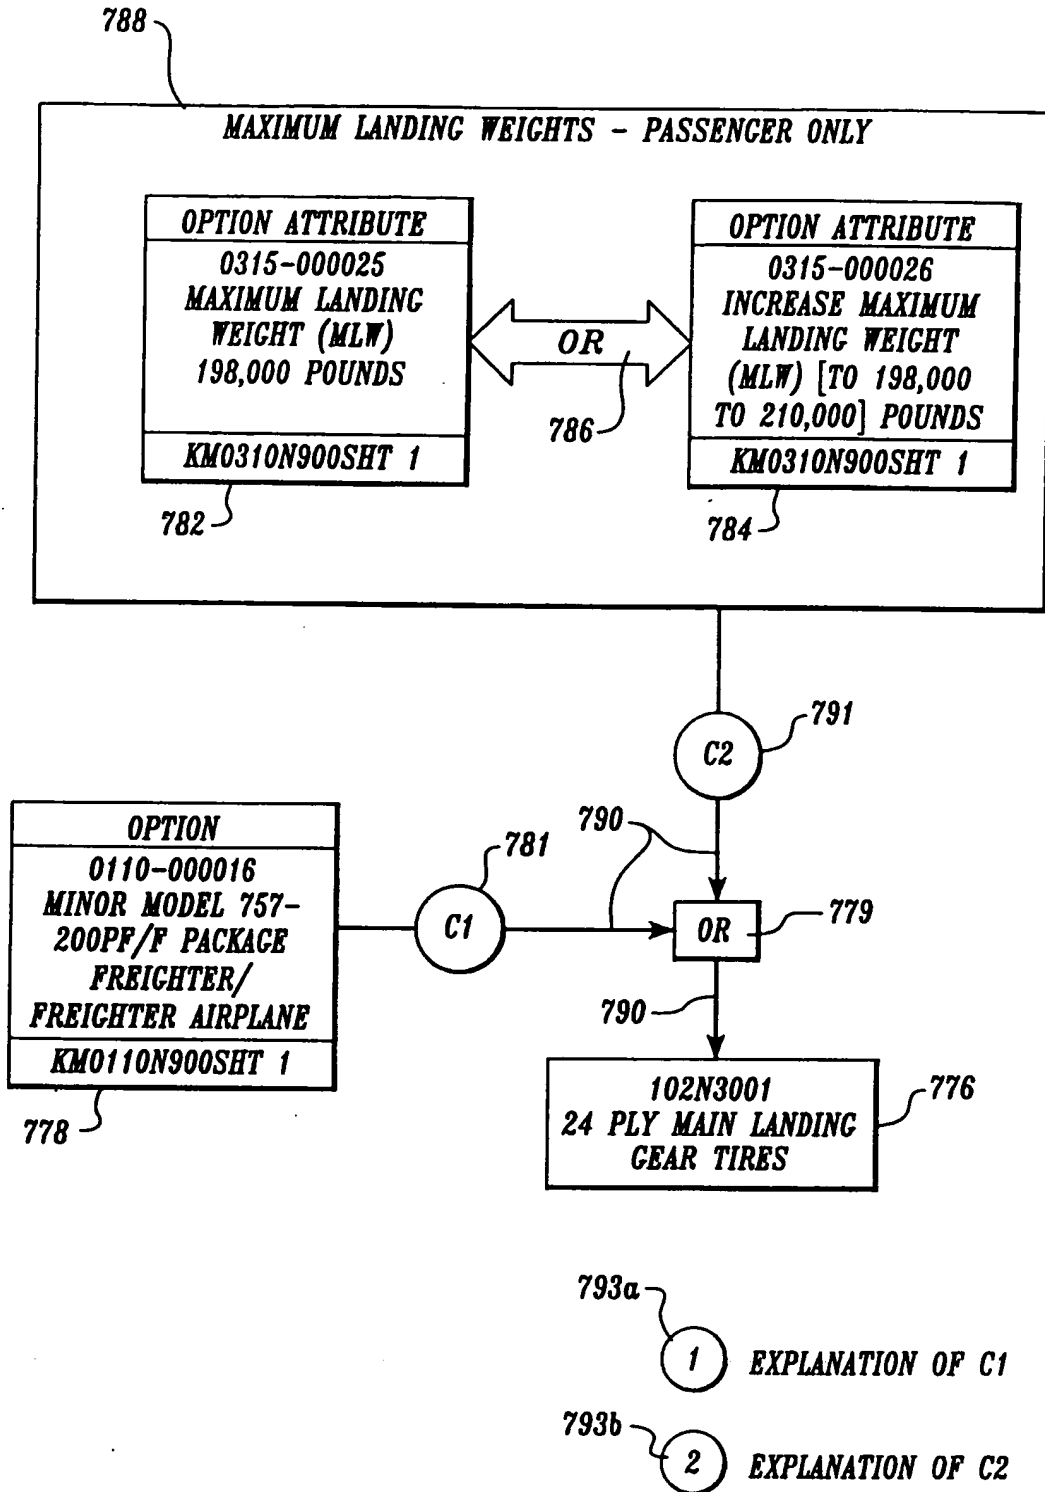 788
MAXIMUM LANDING WEIGHTS - PASSENGER ONLY
OPTION ATTRIBUTE
0315-000025
MAXIMUM LANDING
WEIGHT (MLW)
198,000 POUNDS
KM0310N900SHT 1
782
OR
786
OPTION ATTRIBUTE
0315-000026
INCREASE MAXIMUM
LANDING WEIGHT
(MLW) [TO 198,000
TO 210,000] POUNDS
KM0310N900SHT 1
784
C2
791
OPTION
0110-000016
MINOR MODEL 757-
200PF/F PACKAGE
FREIGHTER/
FREIGHTER AIRPLANE
KM0110N900SHT 1
778
C1
781
790
OR
779
790
102N3001
24 PLY MAIN LANDING
GEAR TIRES
776
793a
1 EXPLANATION OF C1
793b
2 EXPLANATION OF C2